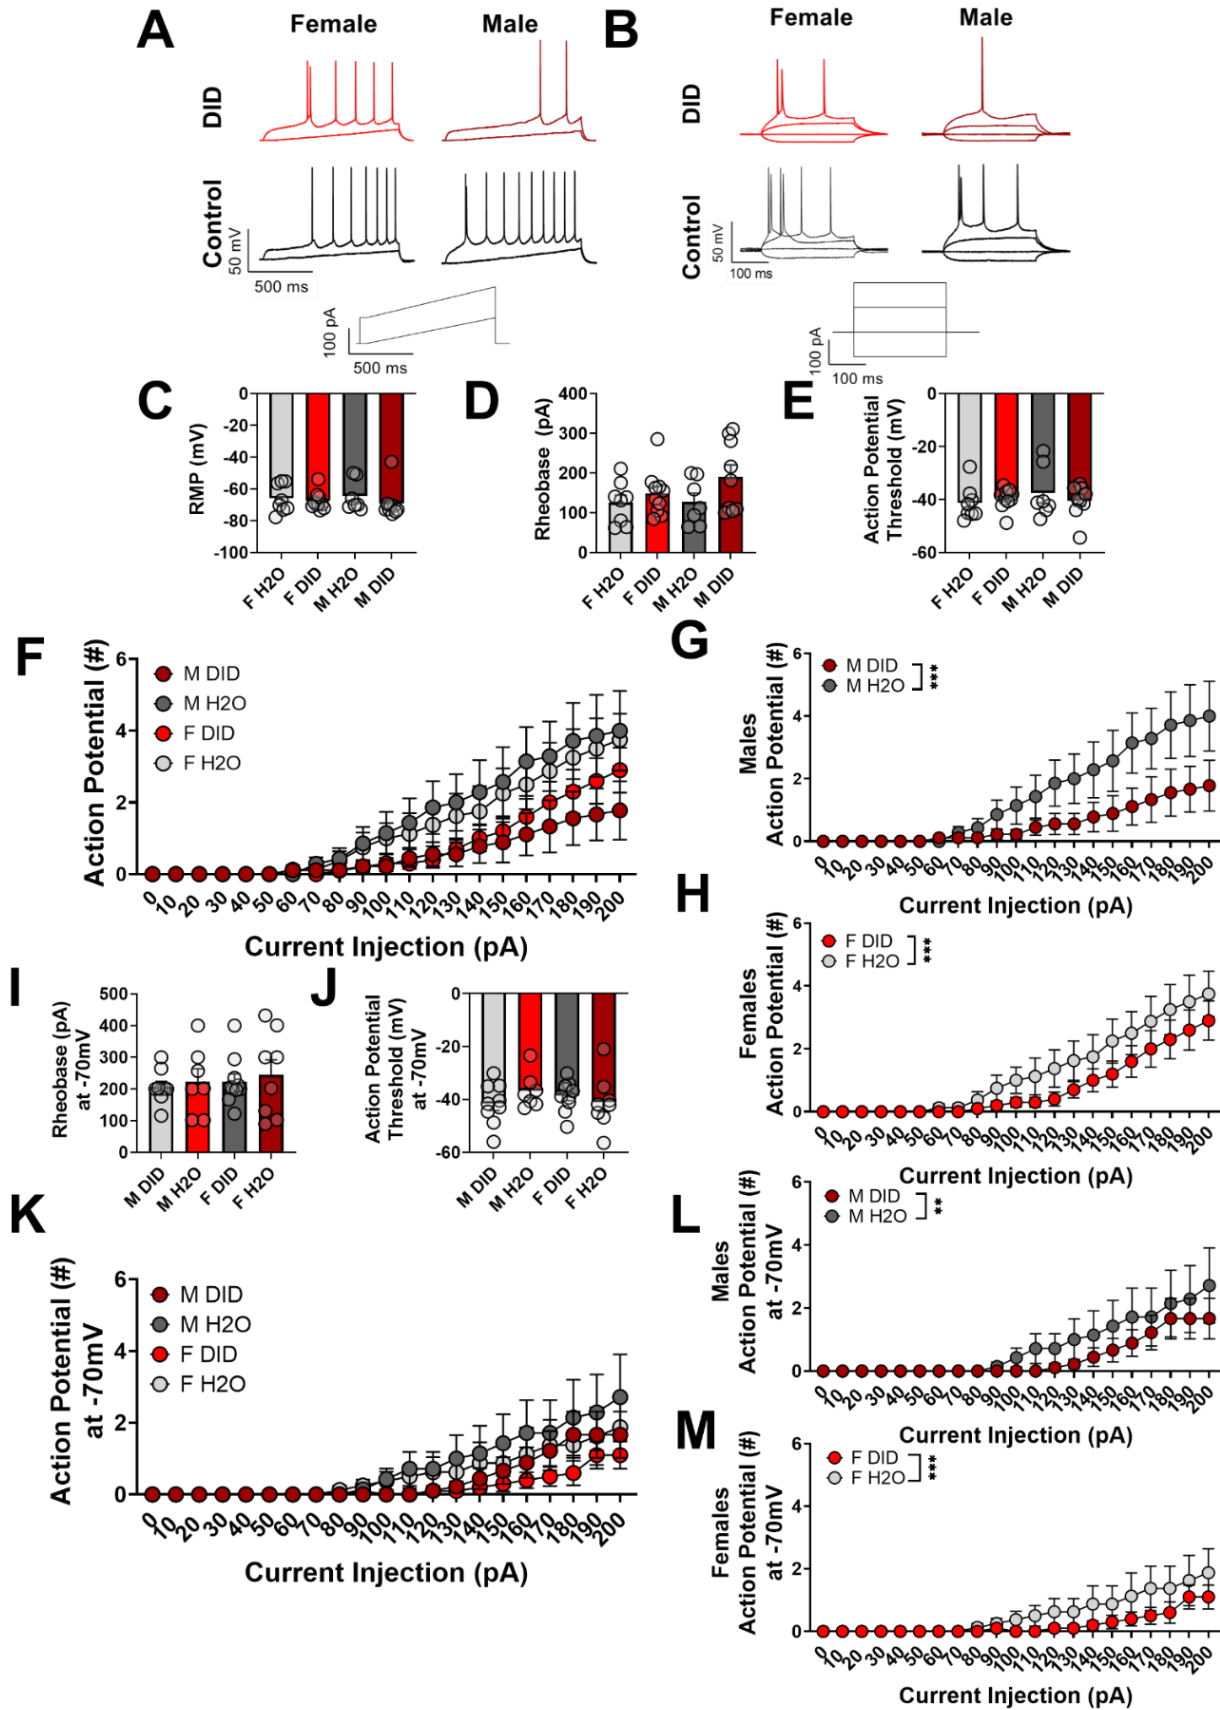 A
Female
Male
DID
Control
50 mV
500 ms
100 pA
500 ms
B
Female
Male
DID
Control
50 mV
100 ms
100 pA
100 ms
C
RMP (mV)
0
-20
-40
-60
-80
-100
F H2O
F DID
M H2O
M DID
D
Rheobase (pA)
400
300
200
100
0
F H2O
F DID
M H2O
M DID
E
Action Potential
Threshold (mV)
0
-20
-40
-60
F H2O
F DID
M H2O
M DID
F
Action Potential (#)
6
4
2
0
M DID
M H2O
F DID
F H2O
0 10 20 30 40 50 60 70 80 90 100 110 120 130 140 150 160 170 180 190 200
Current Injection (pA)
G
Males
Action Potential (#)
6
4
2
0
M DID
M H2O
***
0 10 20 30 40 50 60 70 80 90 100 110 120 130 140 150 160 170 180 190 200
Current Injection (pA)
H
Females
Action Potential (#)
6
4
2
0
F DID
F H2O
***
0 10 20 30 40 50 60 70 80 90 100 110 120 130 140 150 160 170 180 190 200
Current Injection (pA)
I
Rheobase (pA)
at -70mV
500
400
300
200
100
0
M DID
M H2O
F DID
F H2O
J
Action Potential
Threshold (mV)
at -70mV
0
-20
-40
-60
M DID
M H2O
F DID
F H2O
K
Action Potential (#)
at -70mV
6
4
2
0
M DID
M H2O
F DID
F H2O
0 10 20 30 40 50 60 70 80 90 100 110 120 130 140 150 160 170 180 190 200
Current Injection (pA)
L
Males
Action Potential (#)
at -70mV
6
4
2
0
M DID
M H2O
**
0 10 20 30 40 50 60 70 80 90 100 110 120 130 140 150 160 170 180 190 200
Current Injection (pA)
M
Females
Action Potential (#)
at -70mV
6
4
2
0
F DID
F H2O
***
0 10 20 30 40 50 60 70 80 90 100 110 120 130 140 150 160 170 180 190 200
Current Injection (pA)